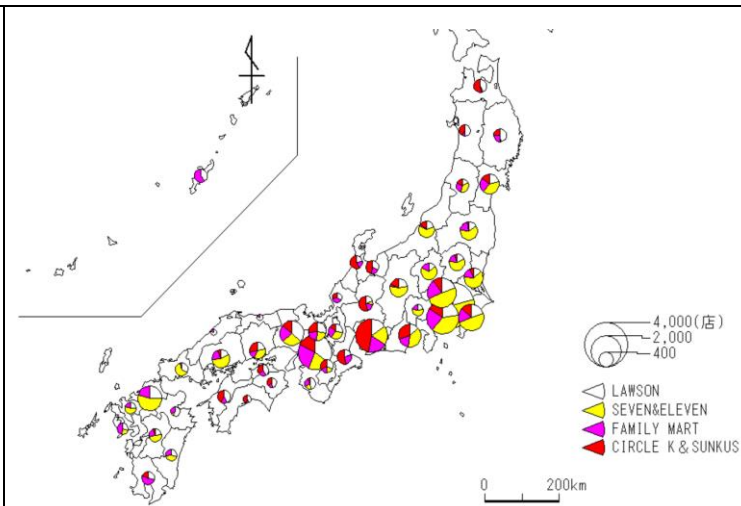 4,000(店)
2,000
400
LAWSON
SEVEN&ELEVEN
FAMILY MART
CIRCLE K & SUNKUS
0 200km